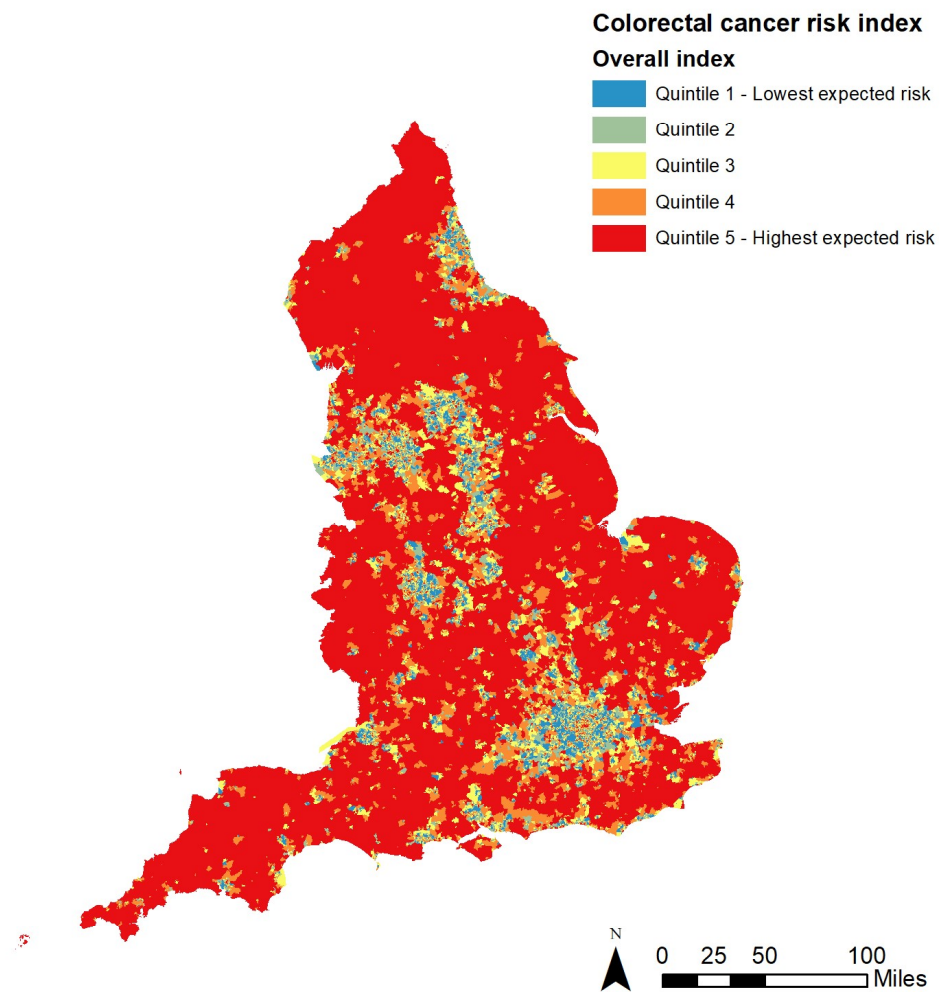 Colorectal cancer risk index
Overall index
Quintile 1 - Lowest expected risk
Quintile 2
Quintile 3
Quintile 4
Quintile 5 - Highest expected risk
N
0 25 50 100
Miles